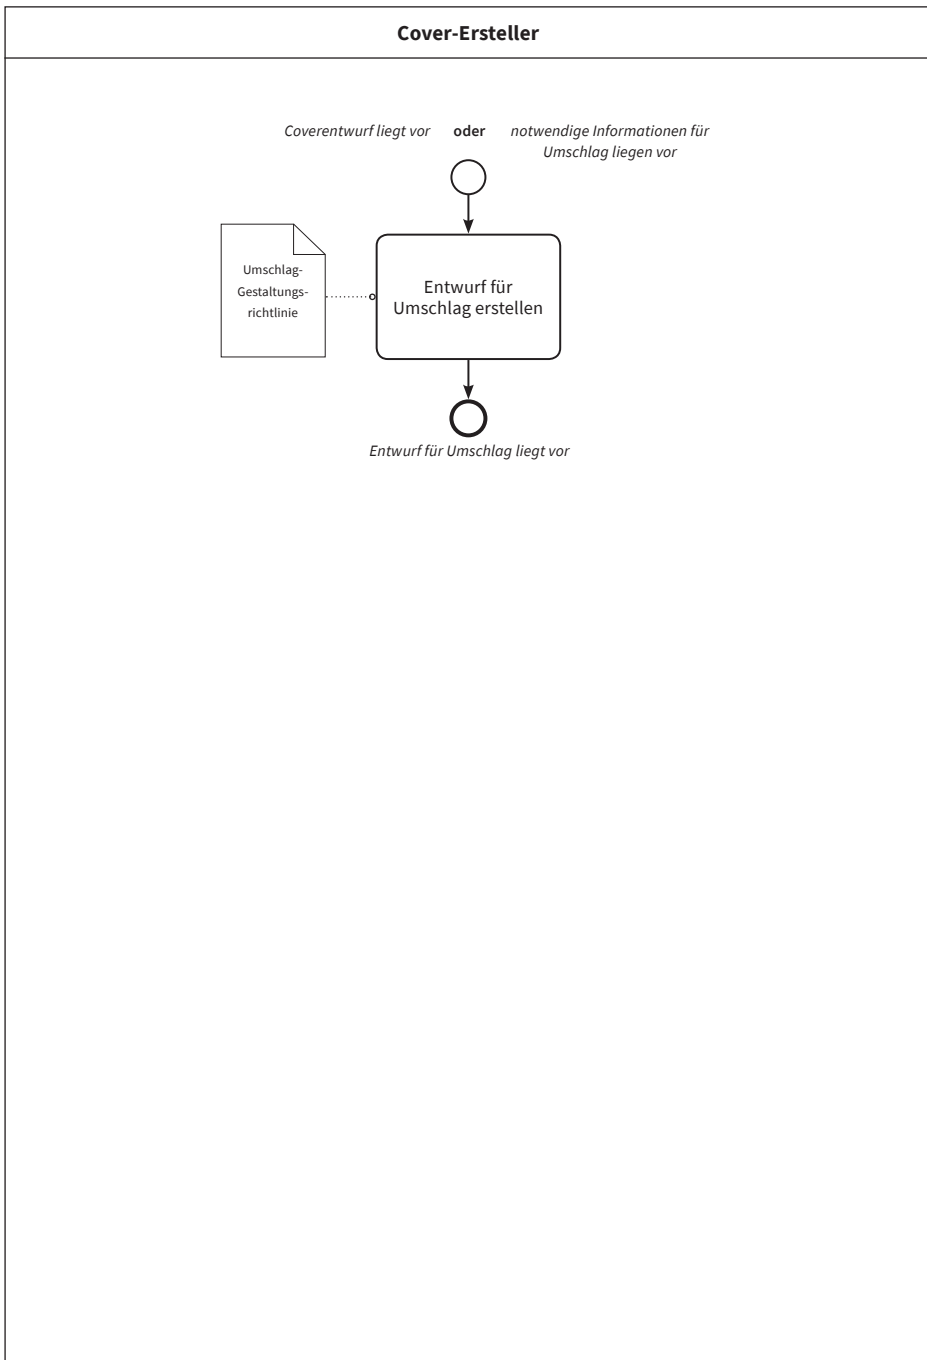 Cover-Ersteller
Coverentwurf liegt vor oder notwendige Informationen für
Umschlag liegen vor
Umschlag-
Gestaltungs-
richtlinie
Entwurf für
Umschlag erstellen
Entwurf für Umschlag liegt vor